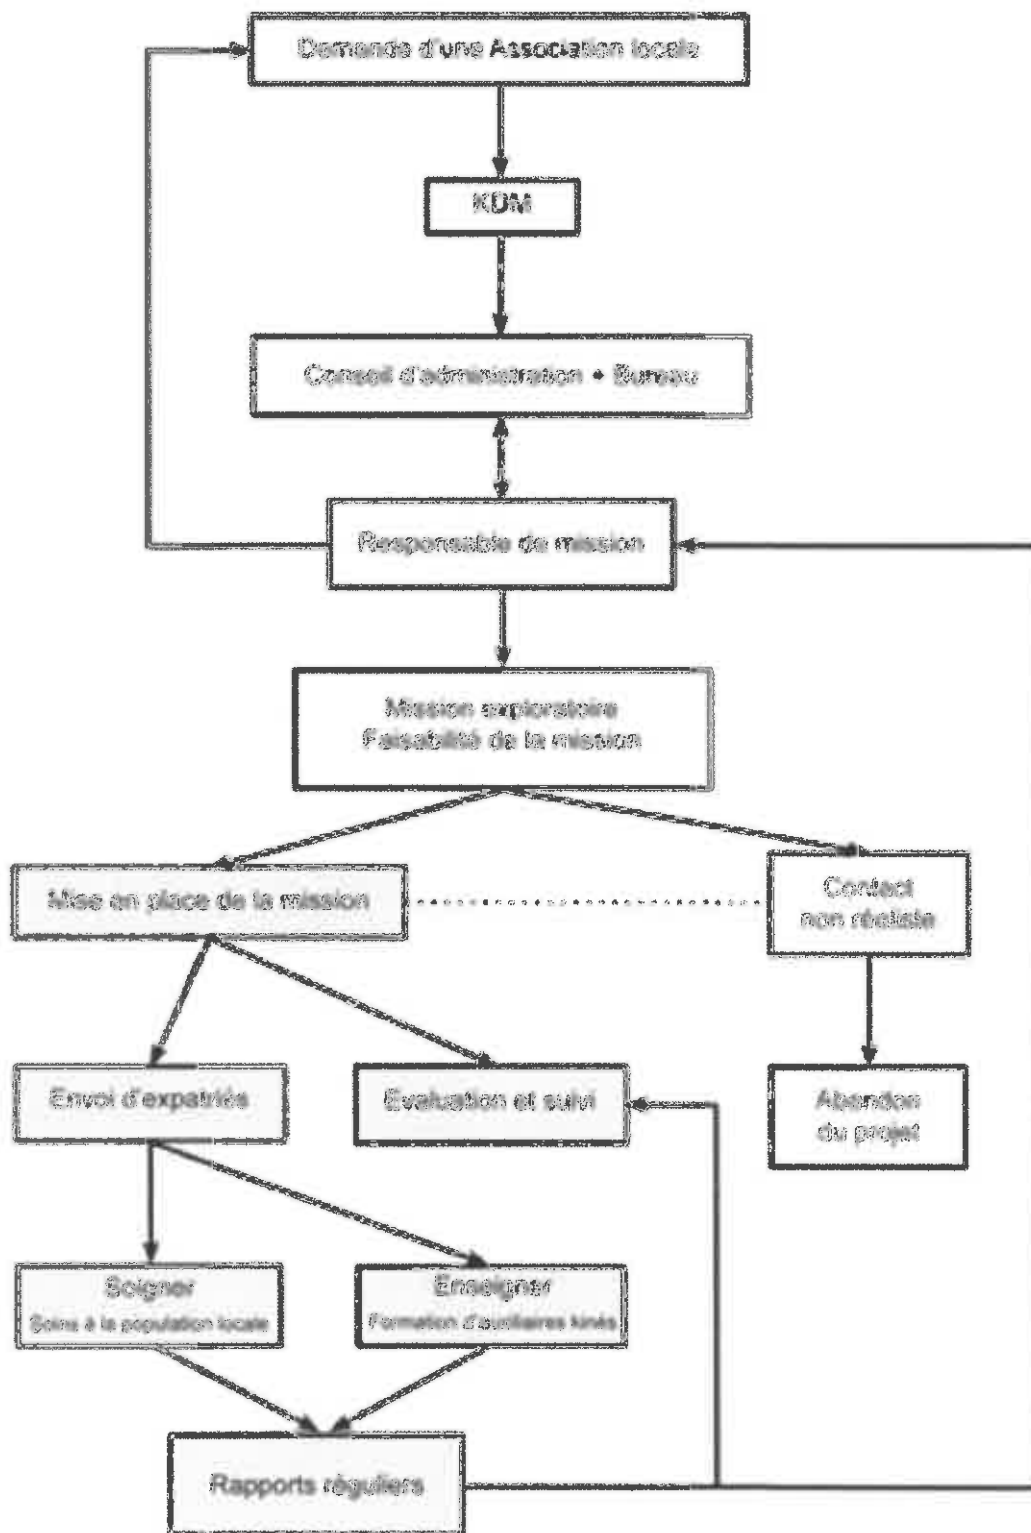 Demande d'une Association locale
KDM
Conseil d'administration + Bureau
Responsable de mission
Mission exploratoire
Faisabilité de la mission
Mise en place de la mission
Contact
non réaliste
Envoi d'expatriés
Evaluation et suivi
Abandon
du projet
Soigner
Soins à la population locale
Enseigner
Formation d'auxiliaires kinés
Rapports réguliers